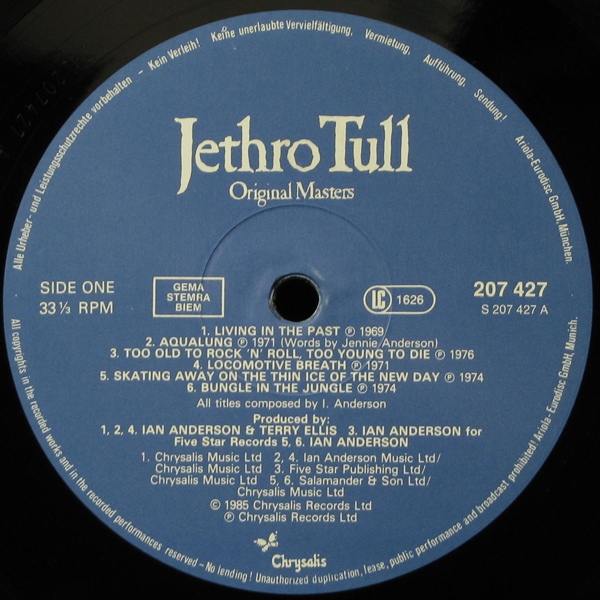 Alle Urheber- und Leistungsschutzrechte vorbehalten - Kein Verleih! Keine unerlaubte Vervielfältigung, Vermietung, Aufführung, Sendung! Ariola-Eurodisc GmbH, München.
Jethro Tull
Original Masters
SIDE ONE
33⅓ RPM
GEMA
STEMRA
BIEM
LC 1626
207 427
S 207 427 A
1. LIVING IN THE PAST ℗ 1969
2. AQUALUNG ℗ 1971 (Words by Jennie Anderson)
3. TOO OLD TO ROCK 'N' ROLL, TOO YOUNG TO DIE ℗ 1976
4. LOCOMOTIVE BREATH ℗ 1971
5. SKATING AWAY ON THE THIN ICE OF THE NEW DAY ℗ 1974
6. BUNGLE IN THE JUNGLE ℗ 1974
All titles composed by I. Anderson
Produced by:
1, 2, 4. IAN ANDERSON & TERRY ELLIS 3. IAN ANDERSON for
Five Star Records 5, 6. IAN ANDERSON
1. Chrysalis Music Ltd 2, 4. Ian Anderson Music Ltd/
Chrysalis Music Ltd 3. Five Star Publishing Ltd/
Chrysalis Music Ltd 5, 6. Salamander & Son Ltd/
Chrysalis Music Ltd
© 1985 Chrysalis Records Ltd
℗ Chrysalis Records Ltd
Chrysalis
All copyrights in the recorded works and in the recorded performances reserved - No lending! Unauthorized duplication, lease, public performance and broadcast prohibited! Ariola-Eurodisc GmbH, Munich.